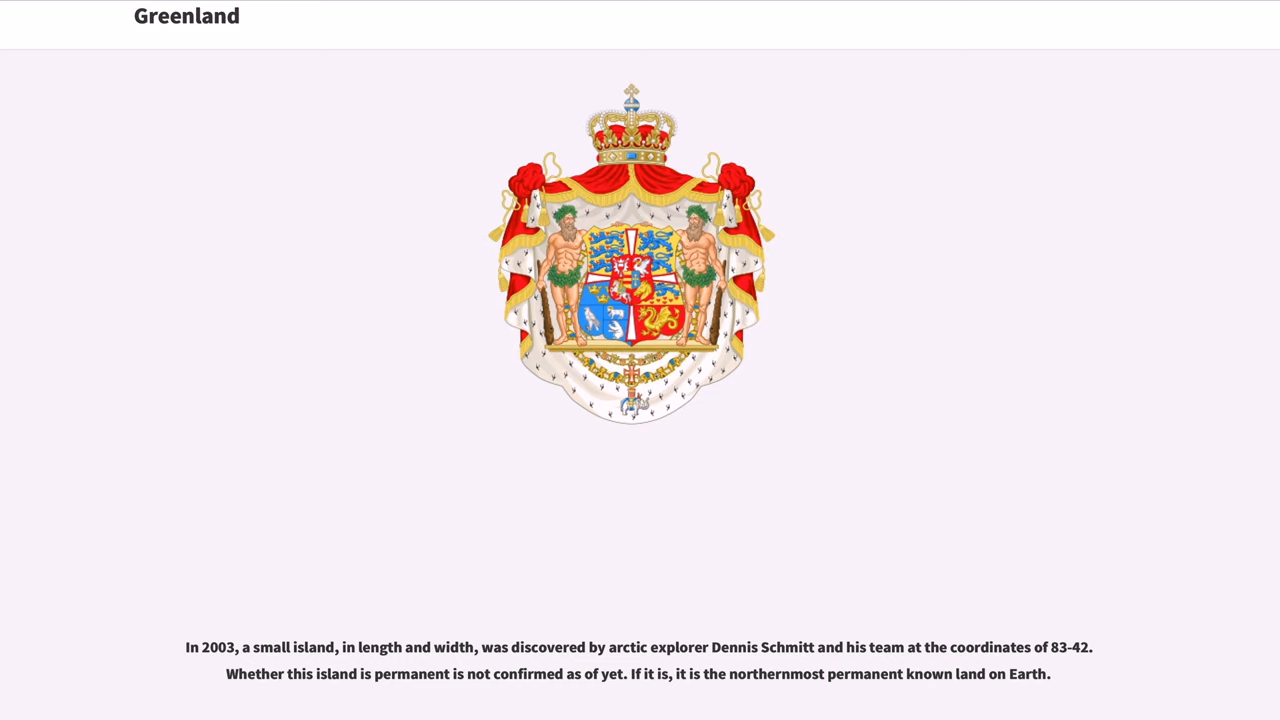 Greenland
In 2003, a small island, in length and width, was discovered by arctic explorer Dennis Schmitt and his team at the coordinates of 83-42.
Whether this island is permanent is not confirmed as of yet. If it is, it is the northernmost permanent known land on Earth.